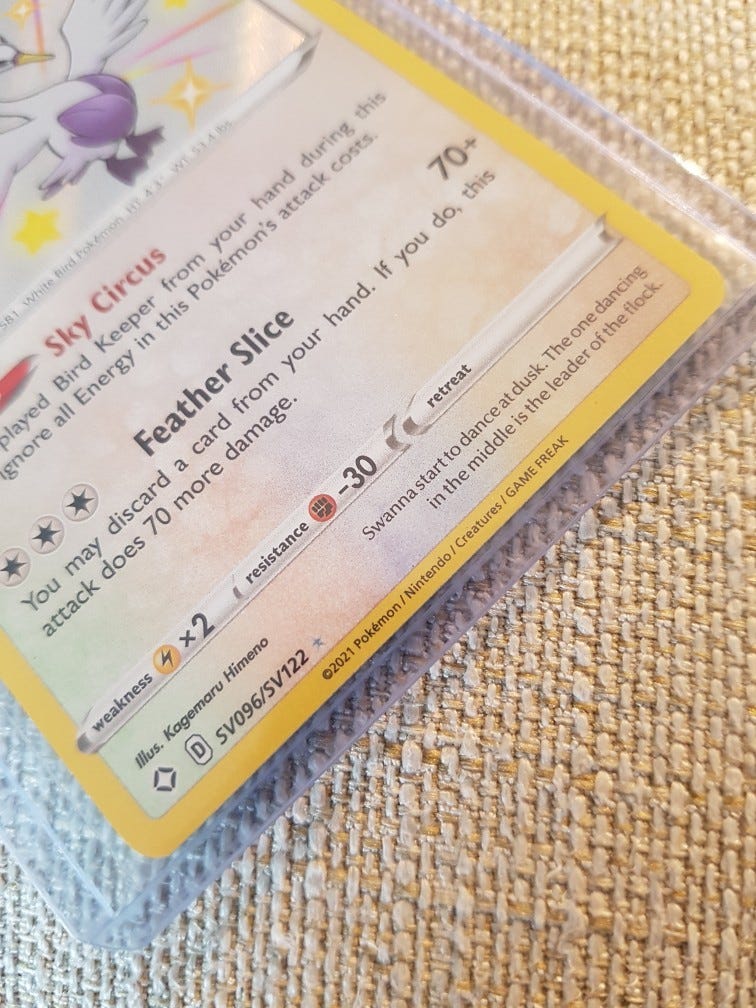 581 White Bird Pokémon HT: 4'3" WT: 53.4 lbs.
Sky Circus
played Bird Keeper from your hand during this
ignore all Energy in this Pokémon's attack costs.
Feather Slice 70+
You may discard a card from your hand. If you do, this
attack does 70 more damage.
weakness ×2 resistance -30 retreat
Illus. Kagemaru Himeno
Swanna start to dance at dusk. The one dancing
in the middle is the leader of the flock.
D SV096/SV122
©2021 Pokémon / Nintendo / Creatures / GAME FREAK